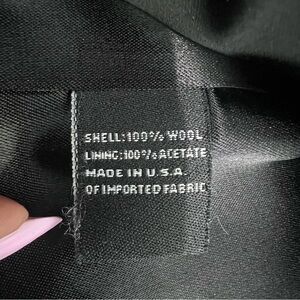 SHELL:100% WOOL
LINING:100% ACETATE
MADE IN U.S.A.
OF IMPORTED FABRIC